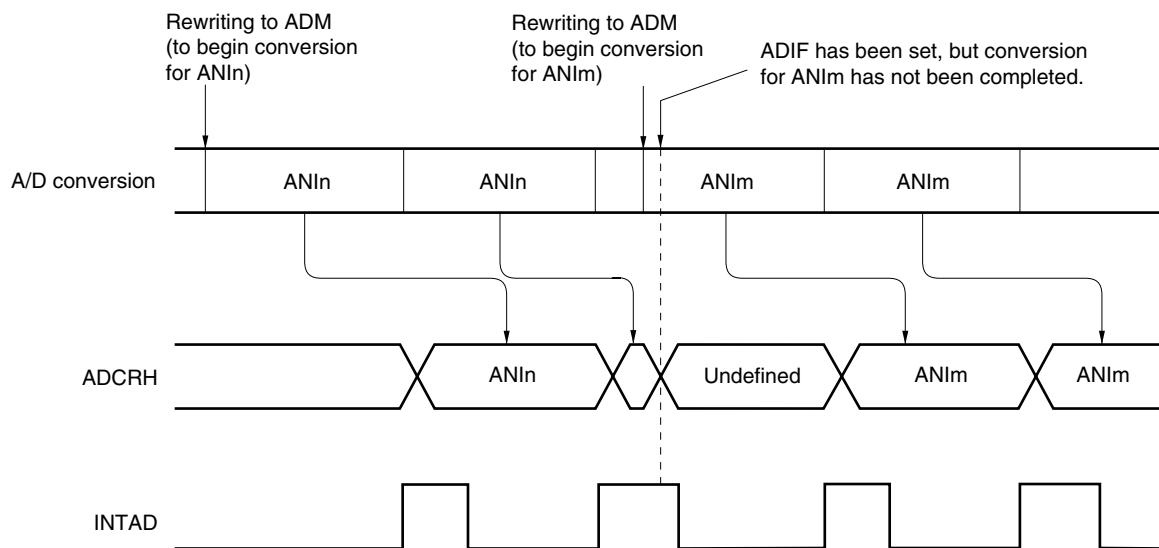 Rewriting to ADM
(to begin conversion
for ANIn)
Rewriting to ADM
(to begin conversion
for ANIm)
ADIF has been set, but conversion
for ANIm has not been completed.
A/D conversion
ANIn
ANIn
ANIm
ANIm
ADCRH
ANIn
Undefined
ANIm
ANIm
INTAD